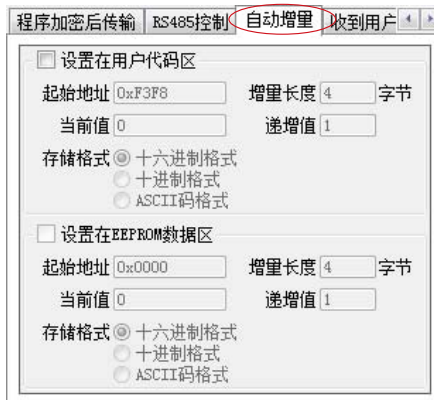 程序加密后传输 RS485控制 自动增量 收到用户
设置在用户代码区
起始地址 0xF3F8 增量长度 4 字节
当前值 0 递增值 1
存储格式 十六进制格式
十进制格式
ASCII码格式
设置在EEPROM数据区
起始地址 0x0000 增量长度 4 字节
当前值 0 递增值 1
存储格式 十六进制格式
十进制格式
ASCII码格式